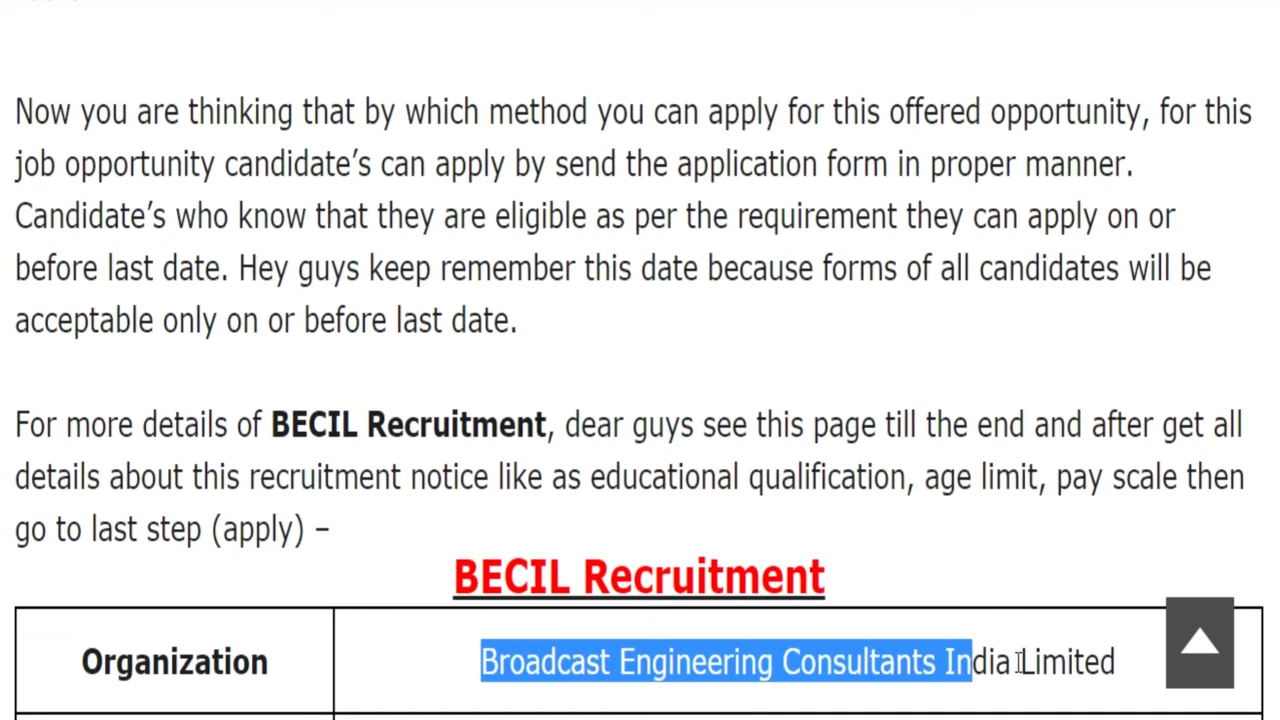 Now you are thinking that by which method you can apply for this offered opportunity, for this
job opportunity candidate’s can apply by send the application form in proper manner.
Candidate’s who know that they are eligible as per the requirement they can apply on or
before last date. Hey guys keep remember this date because forms of all candidates will be
acceptable only on or before last date.
For more details of BECIL Recruitment, dear guys see this page till the end and after get all
details about this recruitment notice like as educational qualification, age limit, pay scale then
go to last step (apply) –
BECIL Recruitment
Organization
Broadcast Engineering Consultants India Limited